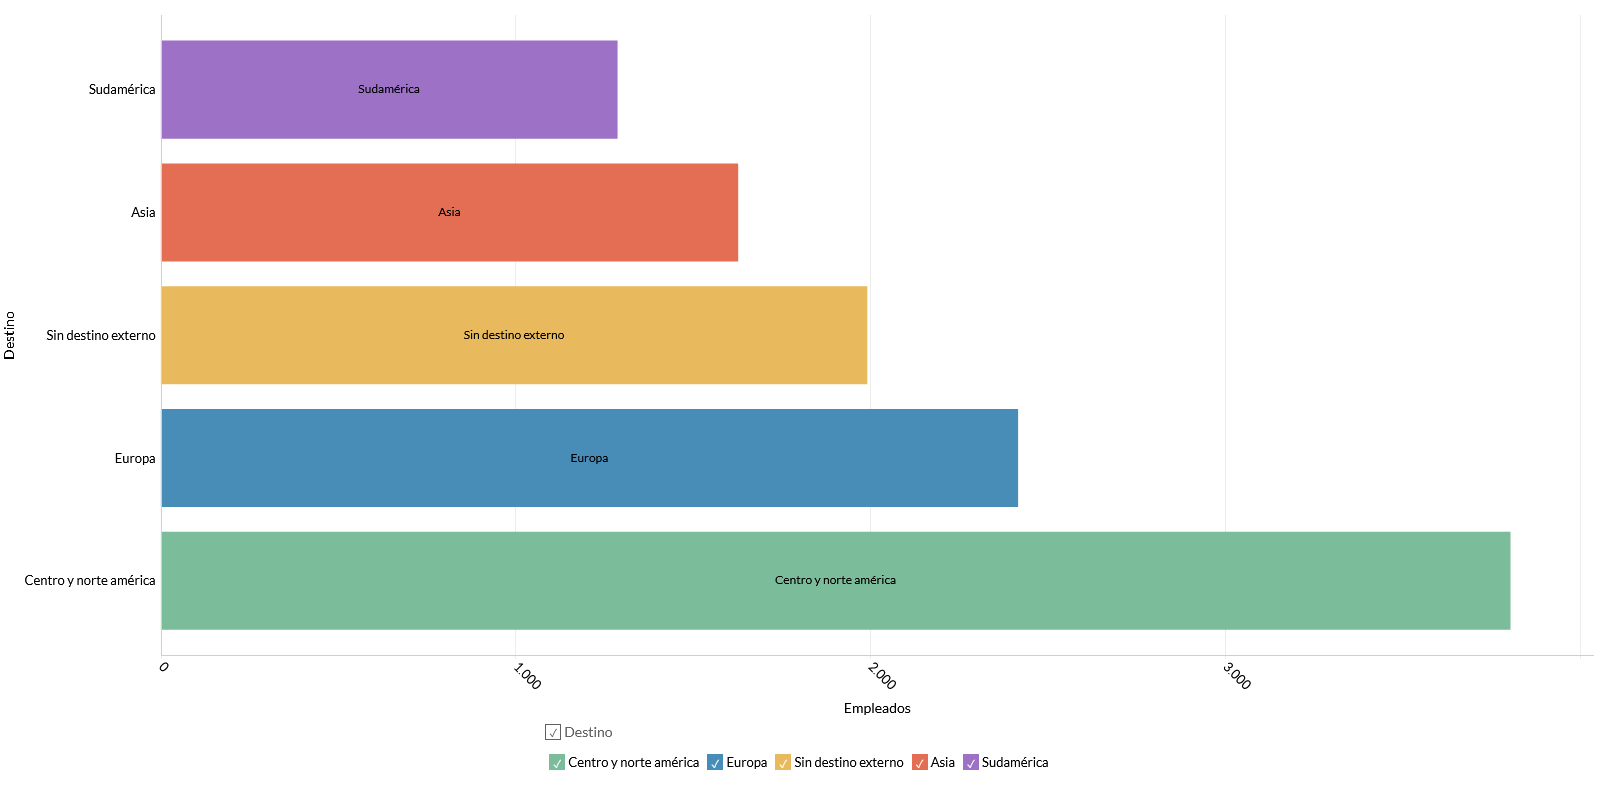 Sudamérica
Sudamérica
Asia
Asia
Sin destino externo
Sin destino externo
Destino
Europa
Europa
Centro y norte américa
Centro y norte américa
0
1.000
2.000
3.000
Empleados
Destino
Centro y norte américa Europa Sin destino externo Asia Sudamérica